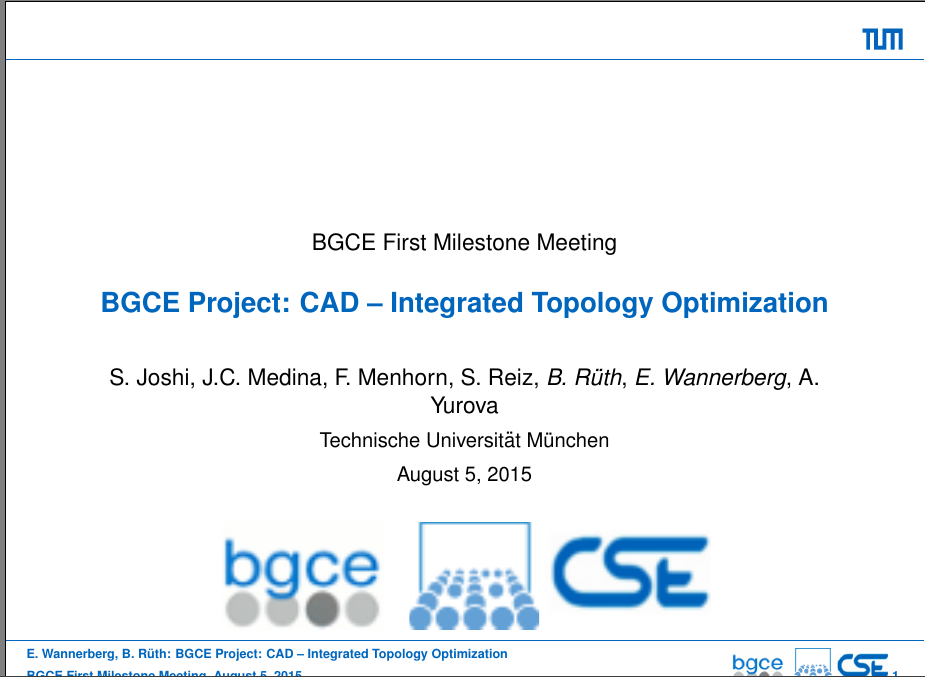 TUM
BGCE First Milestone Meeting
BGCE Project: CAD – Integrated Topology Optimization
S. Joshi, J.C. Medina, F. Menhorn, S. Reiz, B. Rüth, E. Wannerberg, A.
Yurova
Technische Universität München
August 5, 2015
bgce
CSE
E. Wannerberg, B. Rüth: BGCE Project: CAD – Integrated Topology Optimization
BGCE First Milestone Meeting, August 5, 2015
bgce
CSE
1